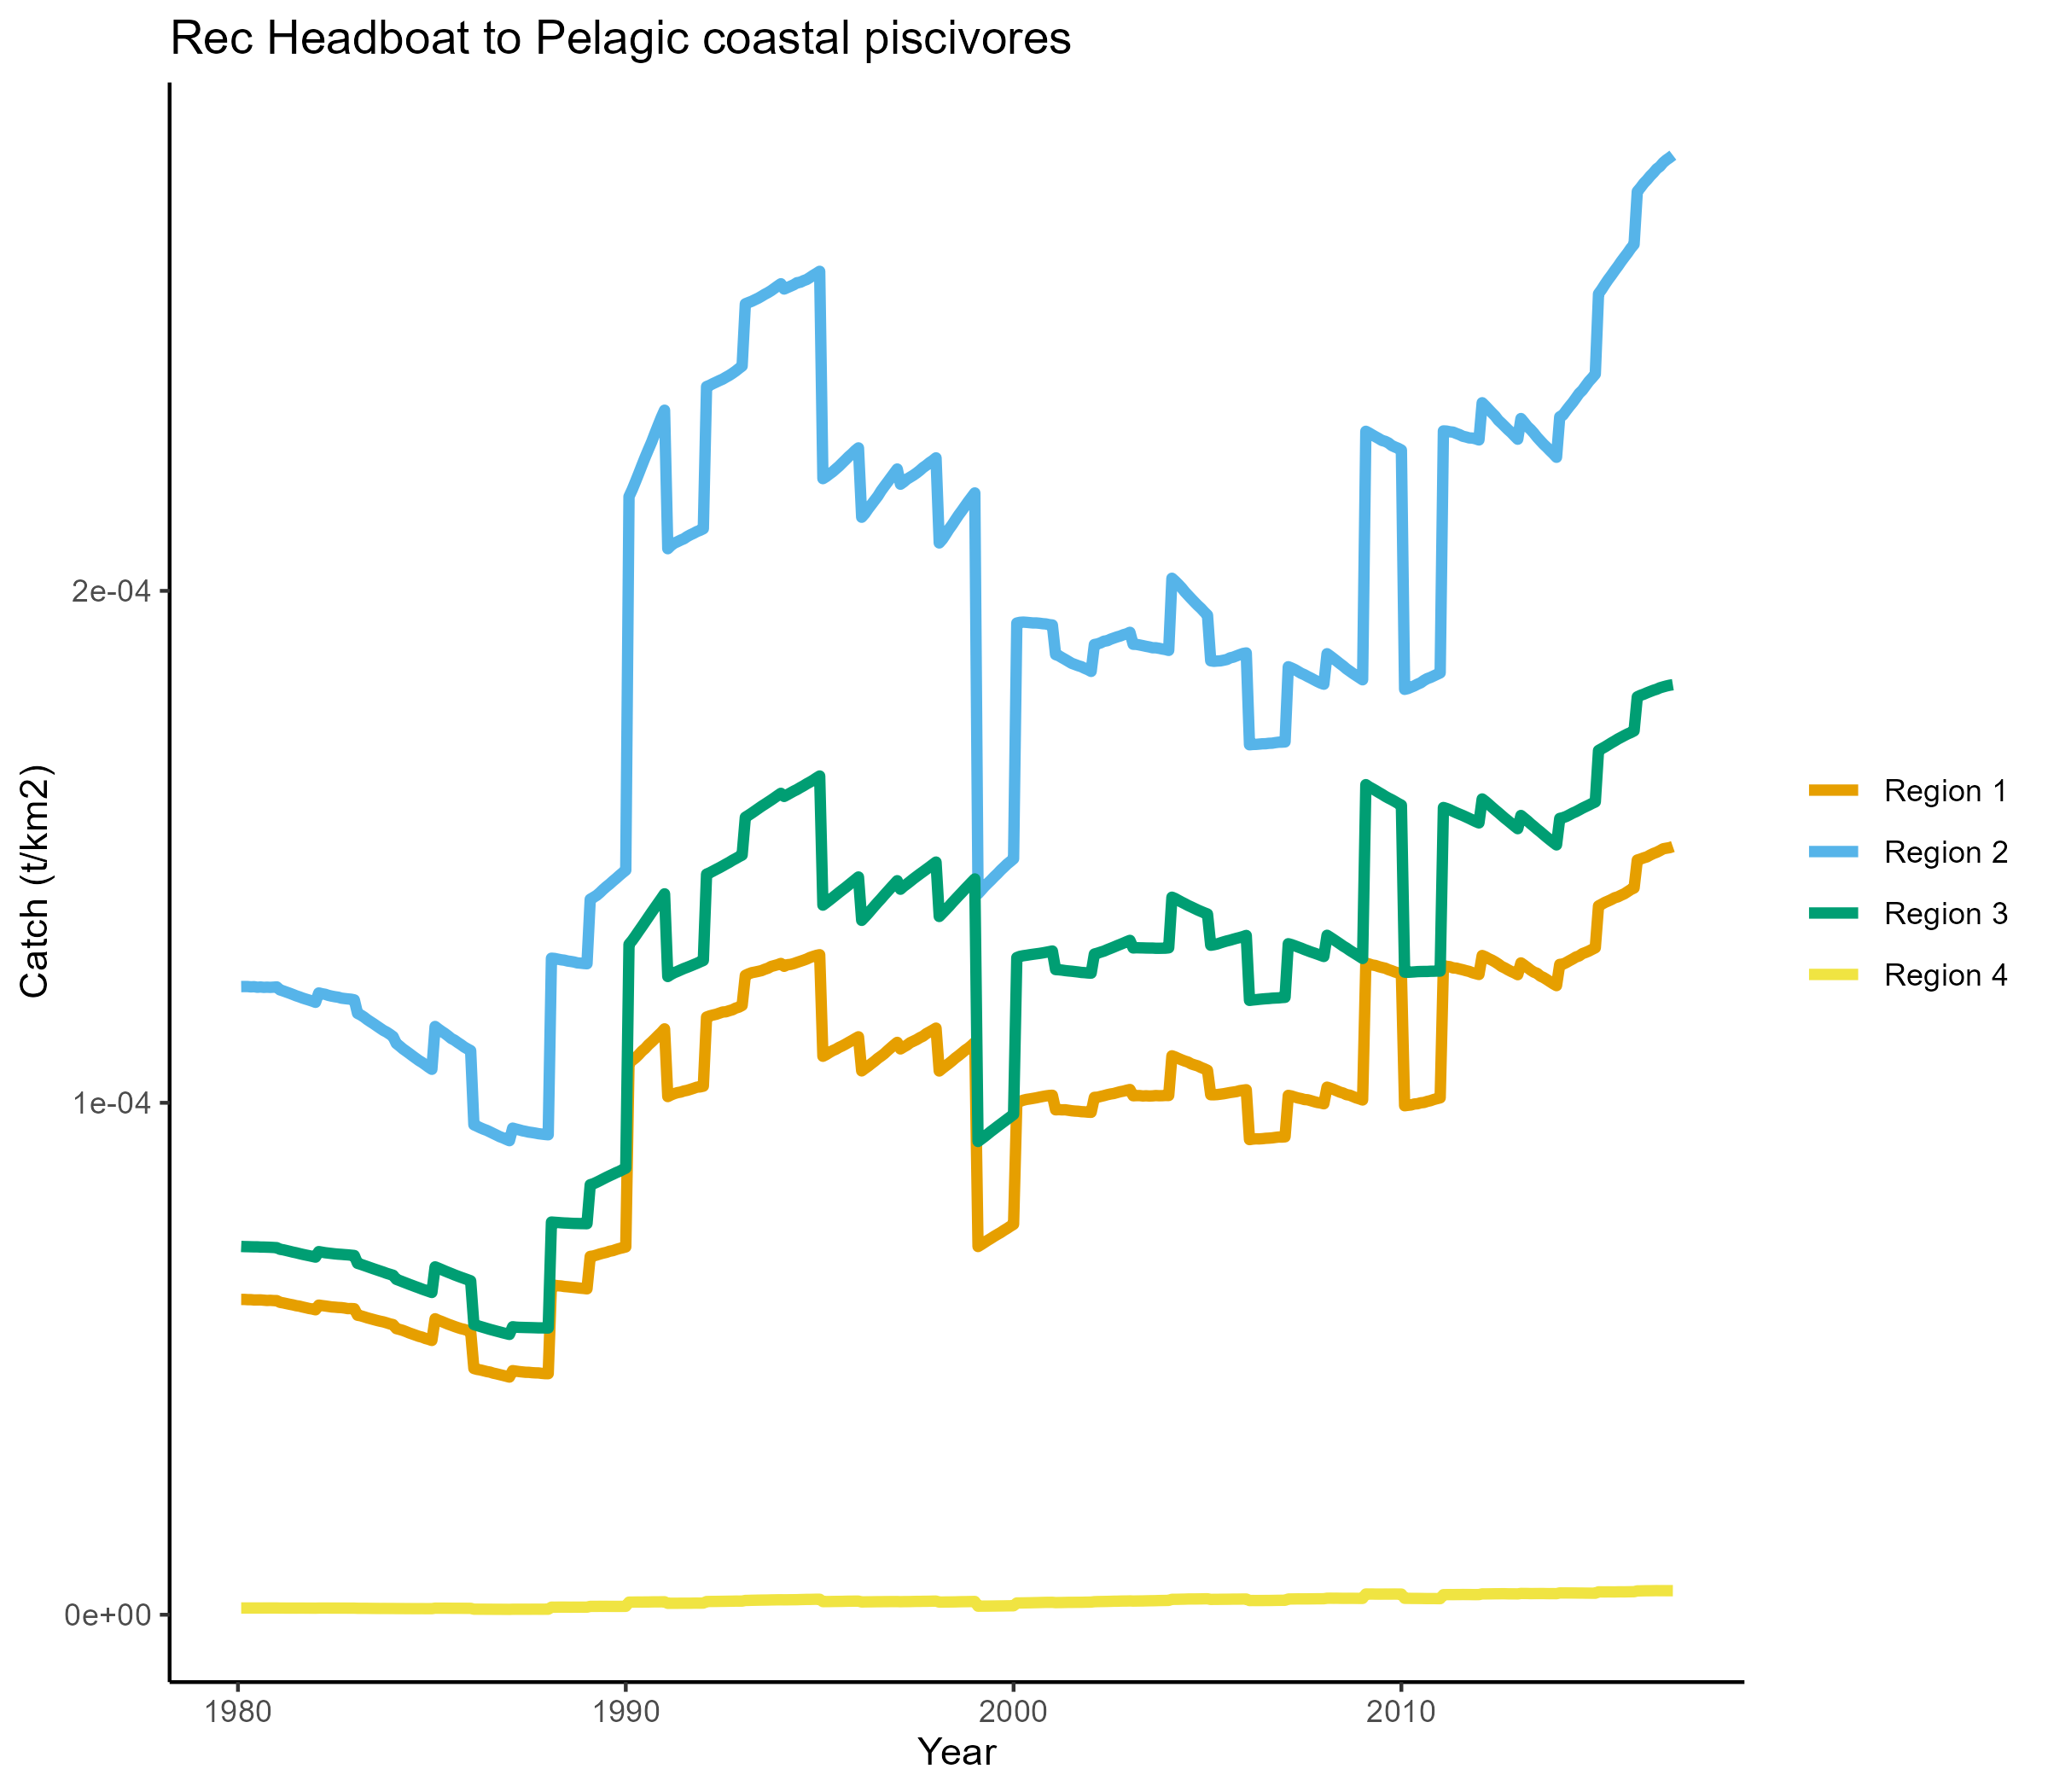 Rec Headboat to Pelagic coastal piscivores
Catch (t/km2)
2e-04
1e-04
0e+00
1980
1990
2000
2010
Year
Region 1
Region 2
Region 3
Region 4